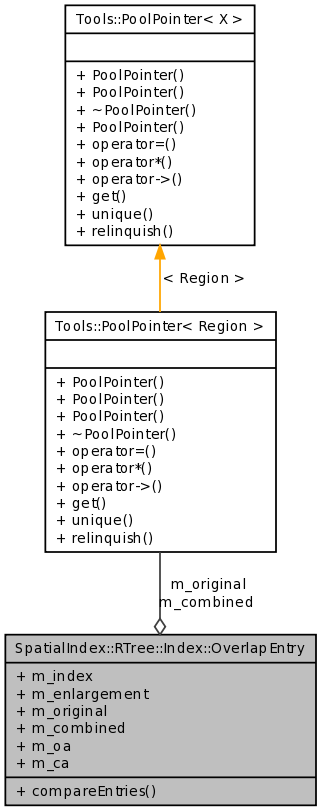 Tools::PoolPointer< X >
+ PoolPointer()
+ PoolPointer()
+ ~PoolPointer()
+ PoolPointer()
+ operator=()
+ operator*()
+ operator->()
+ get()
+ unique()
+ relinquish()
< Region >
Tools::PoolPointer< Region >
+ PoolPointer()
+ PoolPointer()
+ PoolPointer()
+ ~PoolPointer()
+ operator=()
+ operator*()
+ operator->()
+ get()
+ unique()
+ relinquish()
m_original
m_combined
SpatialIndex::RTree::Index::OverlapEntry
+ m_index
+ m_enlargement
+ m_original
+ m_combined
+ m_oa
+ m_ca
+ compareEntries()